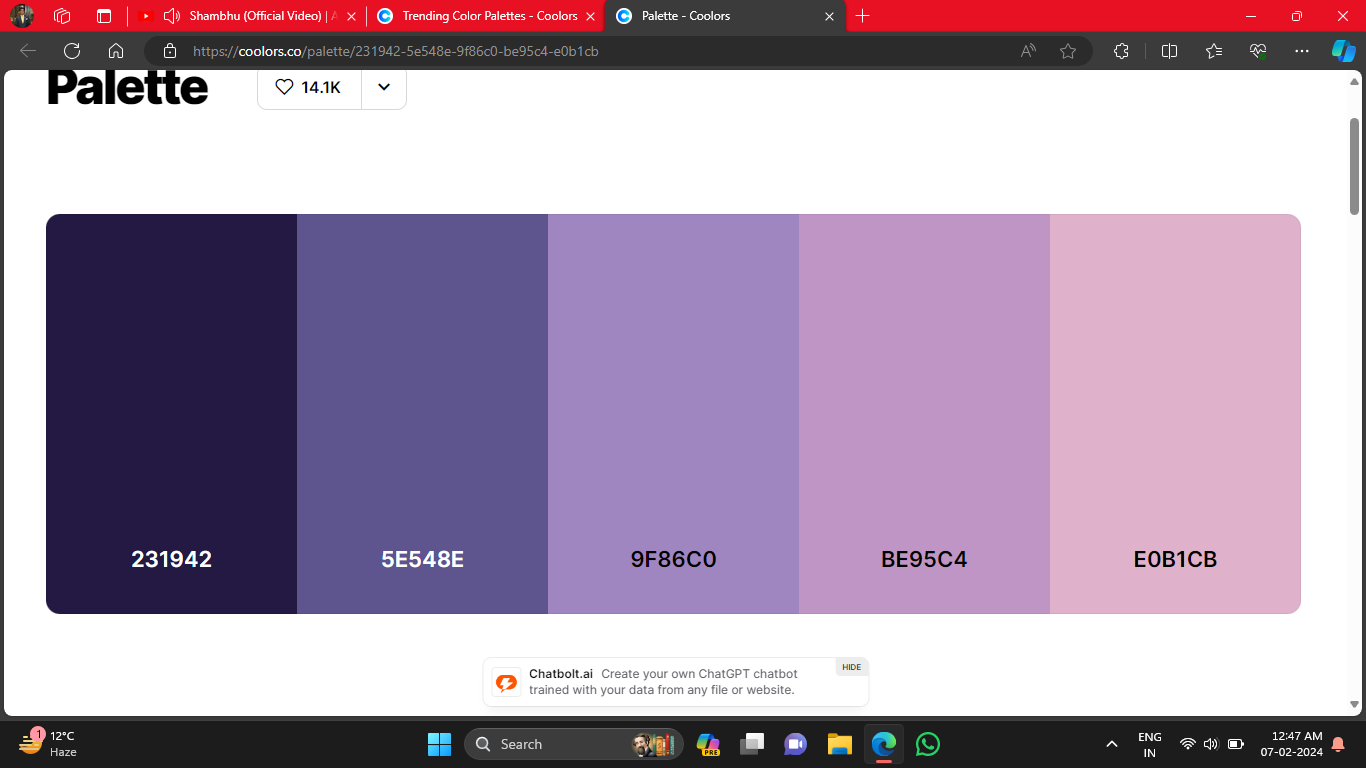 Shambhu (Official Video) | A
Trending Color Palettes - Coolors
Palette - Coolors
https://coolors.co/palette/231942-5e548e-9f86c0-be95c4-e0b1cb
Palette
14.1K
231942
5E548E
9F86C0
BE95C4
E0B1CB
Chatbolt.ai Create your own ChatGPT chatbot
trained with your data from any file or website.
HIDE
1
12°C
Haze
Search
PRE
ENG
IN
12:47 AM
07-02-2024